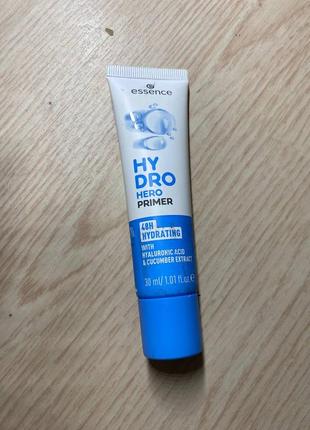 essence
HY
DRO
HERO
PRIMER
48H
HYDRATING
WITH
HYALURONIC ACID
& CUCUMBER EXTRACT
30 ml/1.01 fl.oz.℮